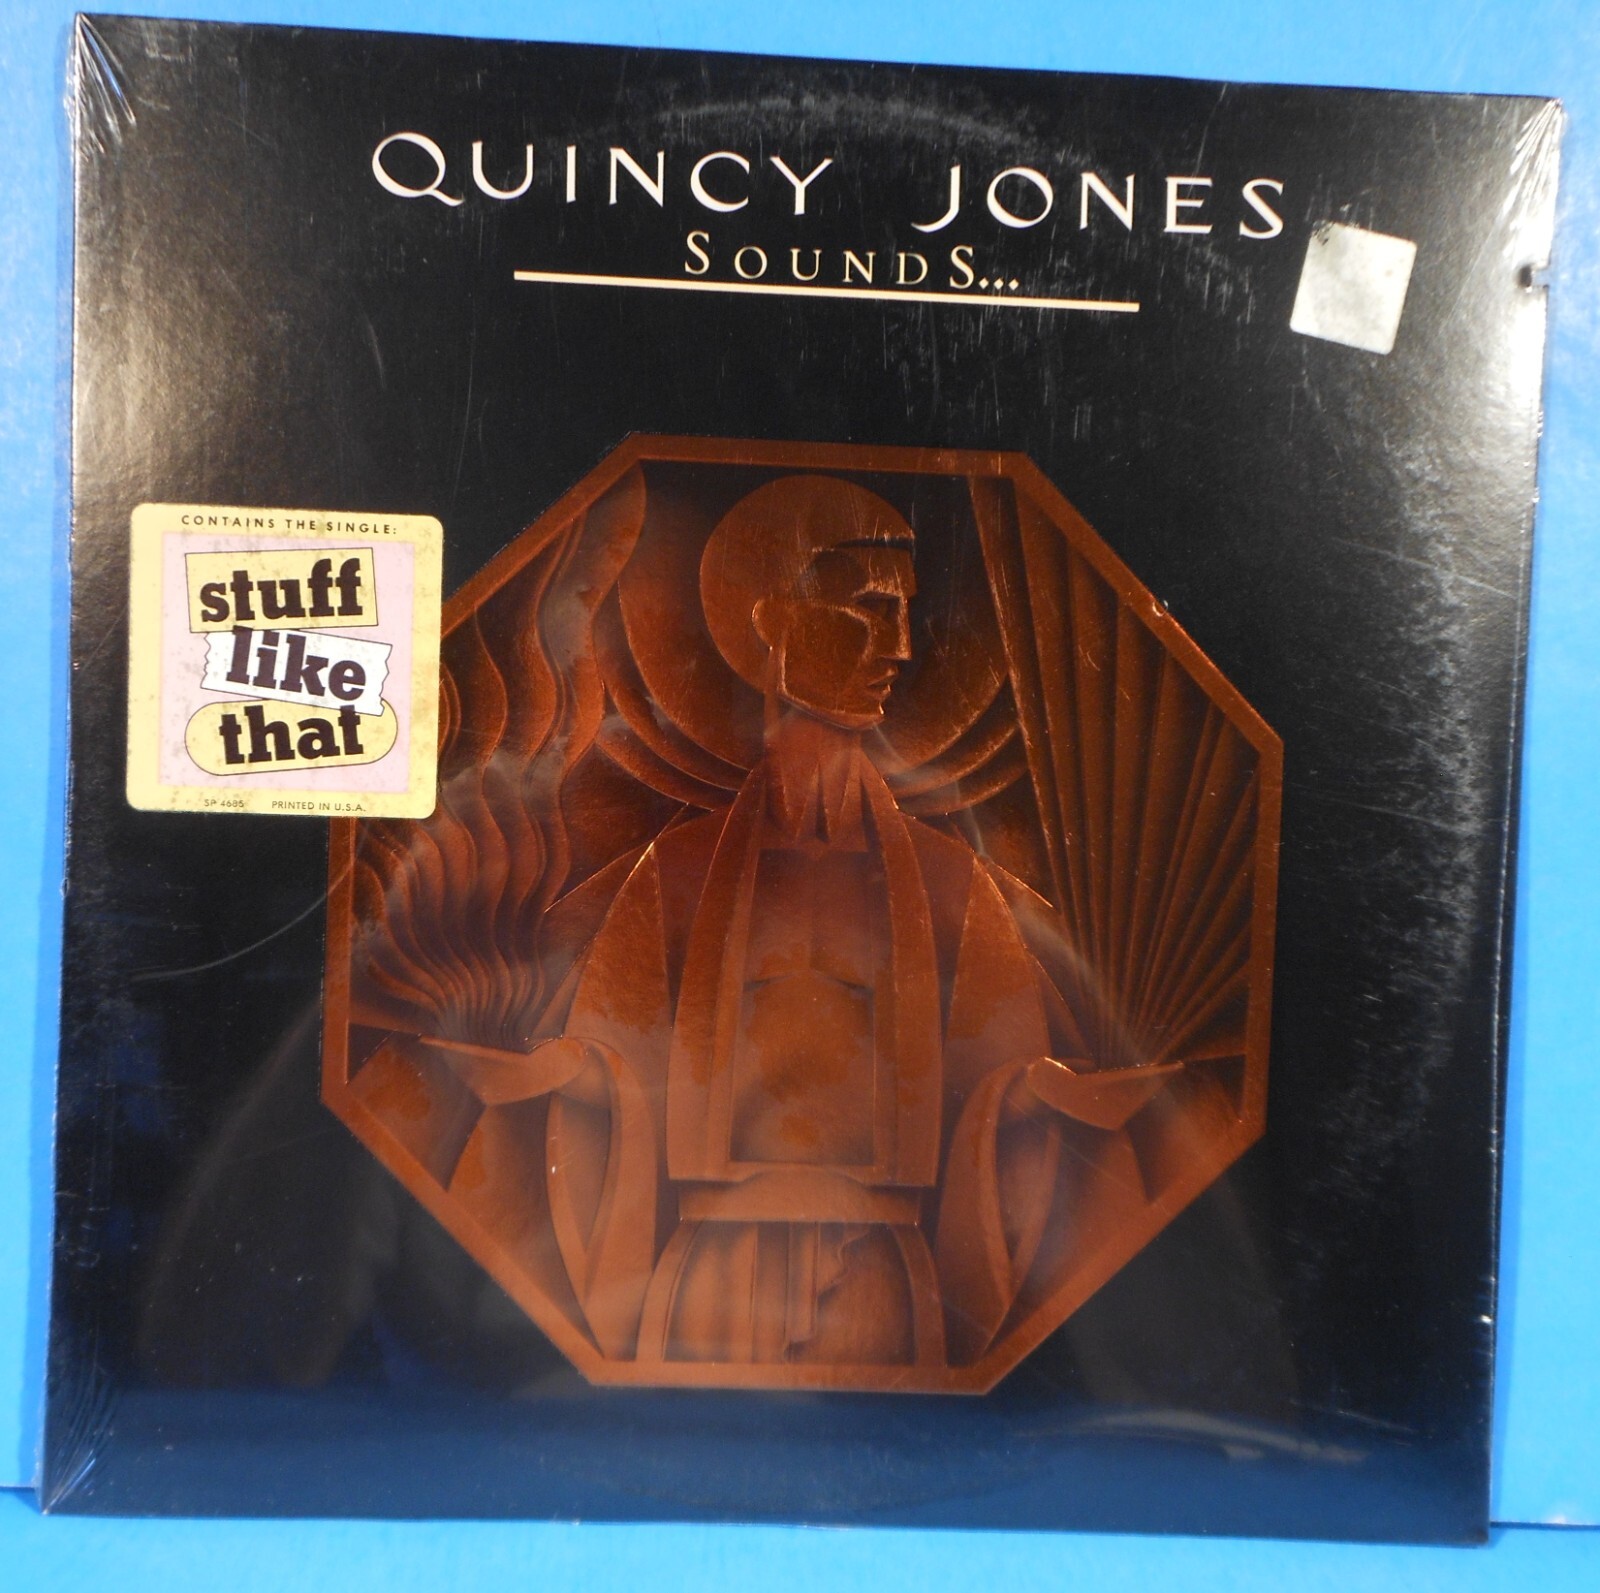 QUINCY JONES
SOUNDS...
CONTAINS THE SINGLE:
stuff
like
that
SP 4685 PRINTED IN U.S.A.